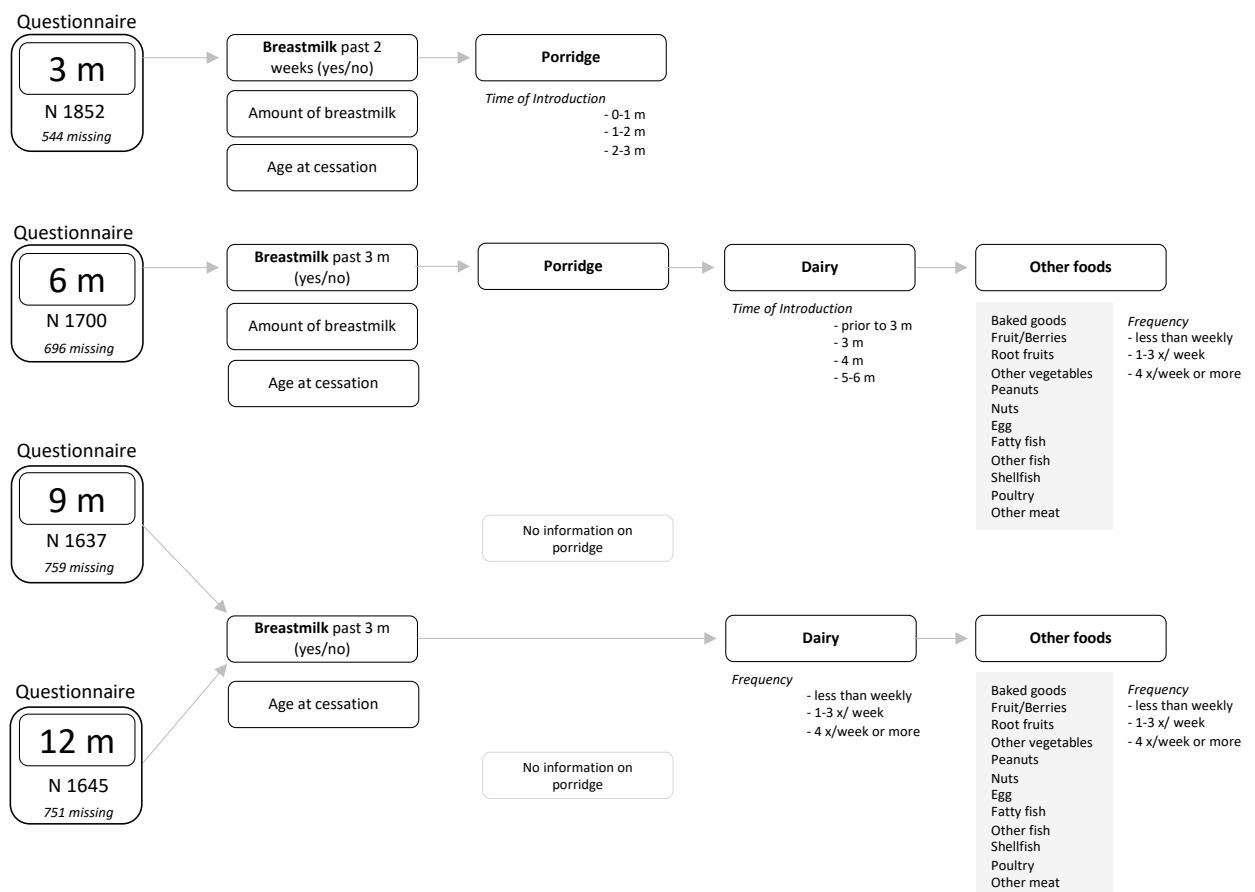 Questionnaire
3 m
N 1852
544 missing
Breastmilk past 2
weeks (yes/no)
Amount of breastmilk
Age at cessation
Porridge
Time of Introduction
- 0-1 m
- 1-2 m
- 2-3 m
Questionnaire
6 m
N 1700
696 missing
Breastmilk past 3 m
(yes/no)
Amount of breastmilk
Age at cessation
Porridge
Dairy
Time of Introduction
- prior to 3 m
- 3 m
- 4 m
- 5-6 m
Other foods
Baked goods
Fruit/Berries
Root fruits
Other vegetables
Peanuts
Nuts
Egg
Fatty fish
Other fish
Shellfish
Poultry
Other meat
Frequency
- less than weekly
- 1-3 x/ week
- 4 x/week or more
Questionnaire
9 m
N 1637
759 missing
No information on
porridge
Breastmilk past 3 m
(yes/no)
Age at cessation
Dairy
Frequency
- less than weekly
- 1-3 x/ week
- 4 x/week or more
Other foods
Baked goods
Fruit/Berries
Root fruits
Other vegetables
Peanuts
Nuts
Egg
Fatty fish
Other fish
Shellfish
Poultry
Other meat
Frequency
- less than weekly
- 1-3 x/ week
- 4 x/week or more
Questionnaire
12 m
N 1645
751 missing
No information on
porridge